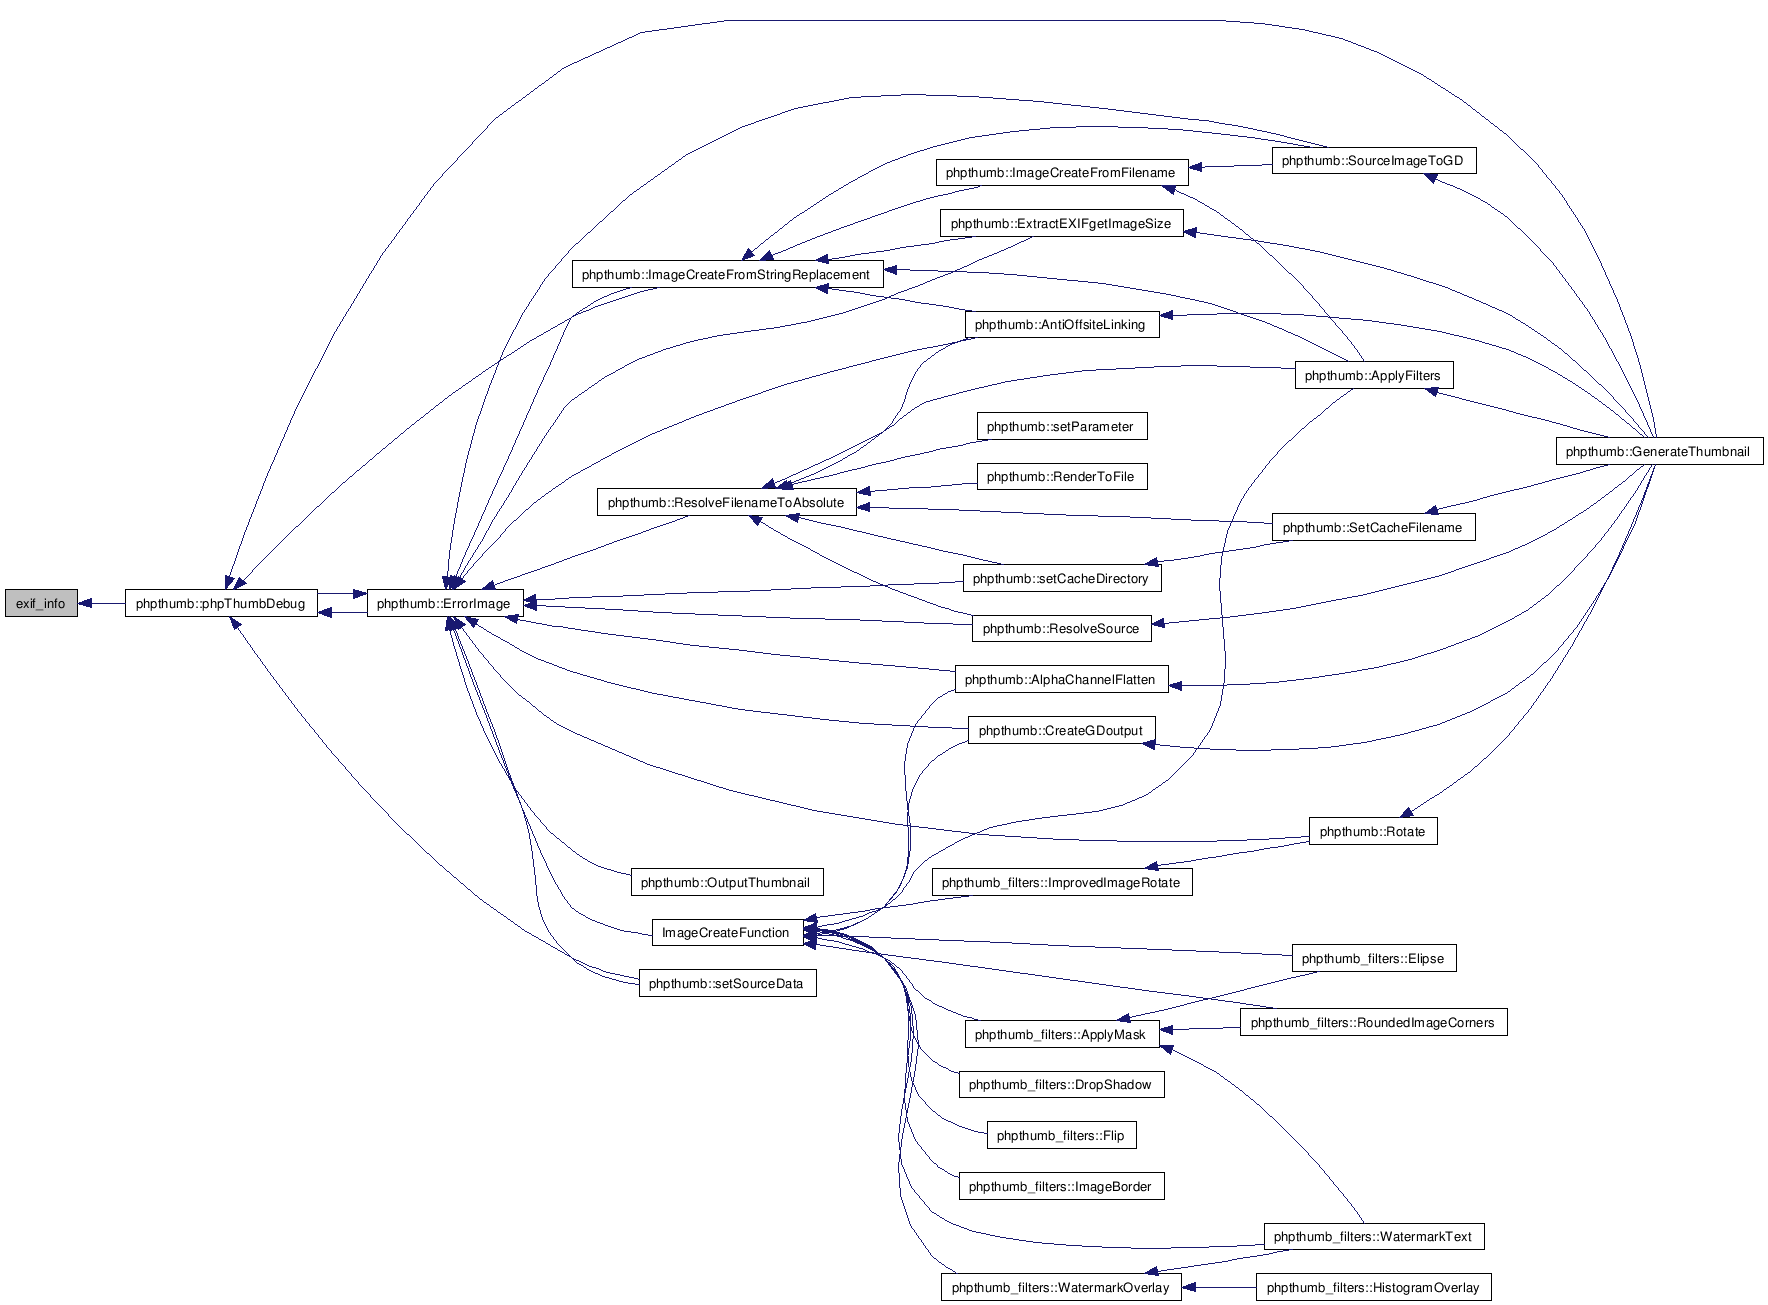 phpthumb::SourceImageToGD
phpthumb::ImageCreateFromFilename
phpthumb::ExtractEXIFgetImageSize
phpthumb::ImageCreateFromStringReplacement
phpthumb::AntiOffsiteLinking
phpthumb::ApplyFilters
phpthumb::setParameter
phpthumb::GenerateThumbnail
phpthumb::RenderToFile
phpthumb::ResolveFilenameToAbsolute
phpthumb::SetCacheFilename
phpthumb::setCacheDirectory
exif_info
phpthumb::phpThumbDebug
phpthumb::ErrorImage
phpthumb::ResolveSource
phpthumb::AlphaChannelFlatten
phpthumb::CreateGDoutput
phpthumb::Rotate
phpthumb::OutputThumbnail
phpthumb_filters::ImprovedImageRotate
ImageCreateFunction
phpthumb_filters::Elipse
phpthumb::setSourceData
phpthumb_filters::RoundedImageCorners
phpthumb_filters::ApplyMask
phpthumb_filters::DropShadow
phpthumb_filters::Flip
phpthumb_filters::ImageBorder
phpthumb_filters::WatermarkText
phpthumb_filters::WatermarkOverlay
phpthumb_filters::HistogramOverlay